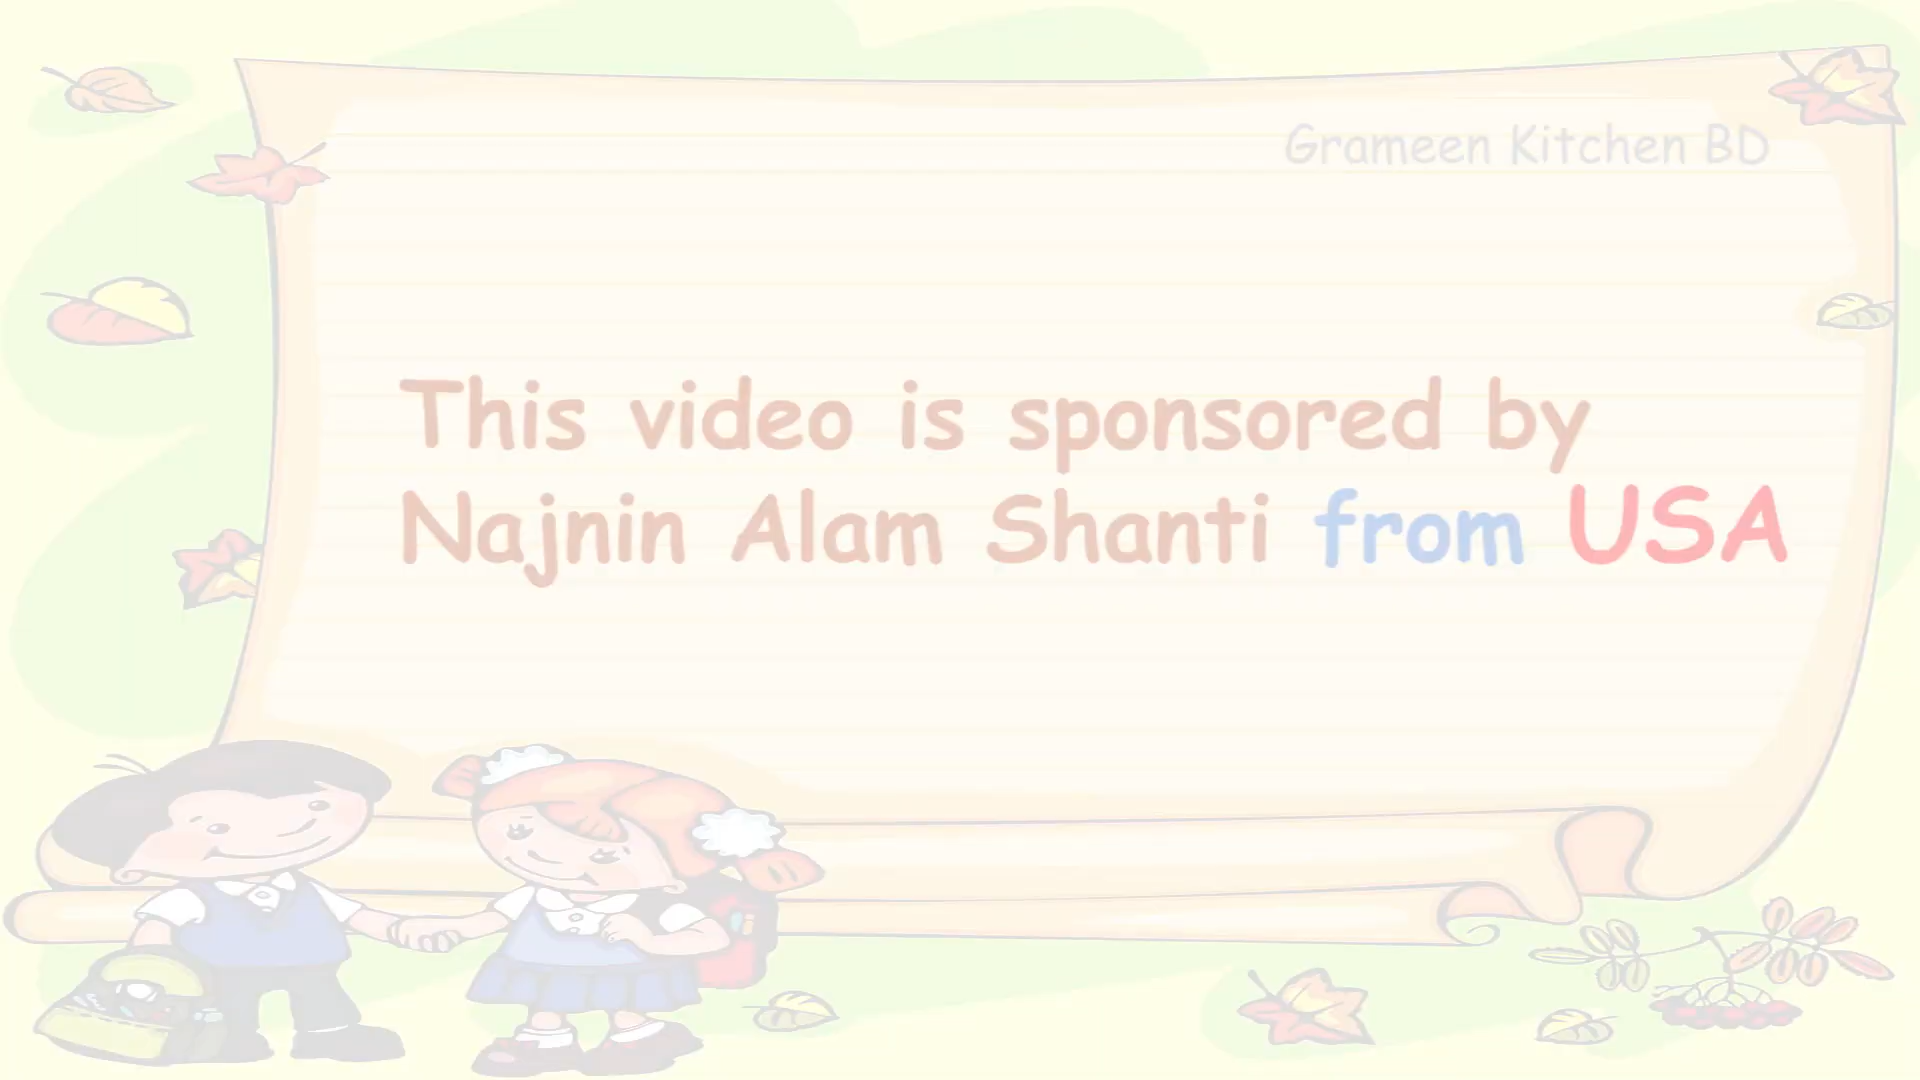 Grameen Kitchen BD
This video is sponsored by
Najnin Alam Shanti from USA